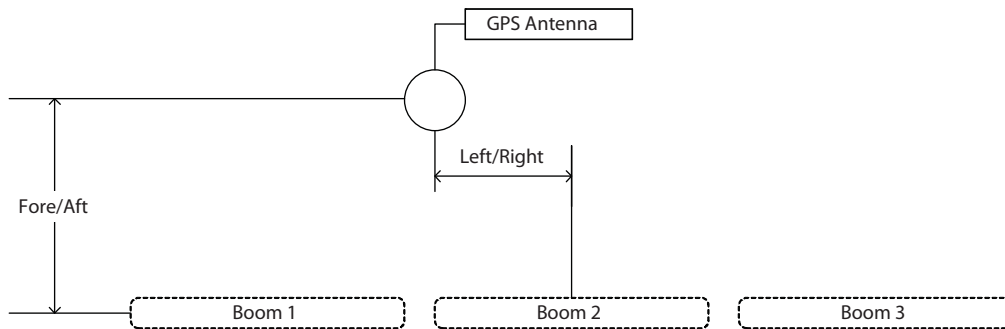 GPS Antenna
Left/Right
Fore/Aft
Boom 1
Boom 2
Boom 3